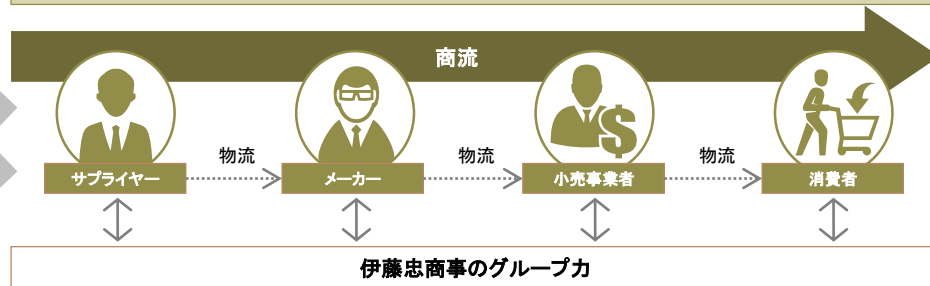 商流
物流
物流
物流
サプライヤー
メーカー
小売事業者
消費者
伊藤忠商事のグループ力